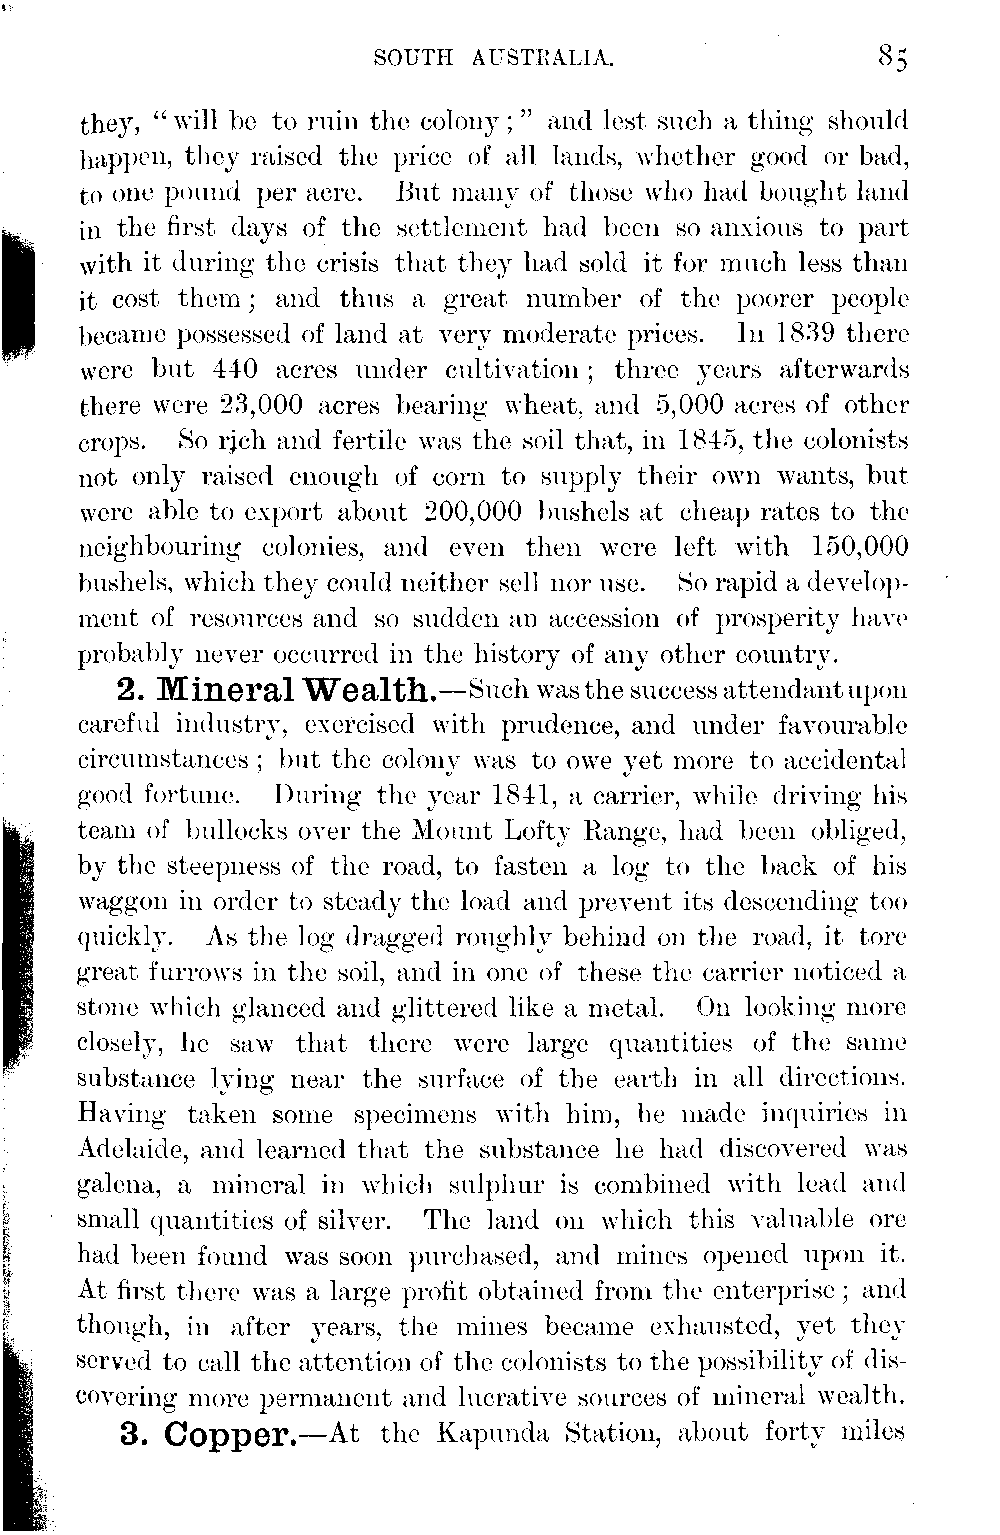 SOUTH AUSTRALIA. 85
they, “will be to ruin the colony;” and lest such a thing should
happen, they raised the price of all lands, whether good or bad,
to one pound per acre. But many of those who had bought land
in the first days of the settlement had been so anxious to part
with it during the crisis that they had sold it for much less than
it cost them; and thus a great number of the poorer people
became possessed of land at very moderate prices. In 1839 there
were but 440 acres under cultivation; three years afterwards
there were 23,000 acres bearing wheat, and 5,000 acres of other
crops. So rich and fertile was the soil that, in 1845, the colonists
not only raised enough of corn to supply their own wants, but
were able to export about 200,000 bushels at cheap rates to the
neighbouring colonies, and even then were left with 150,000
bushels, which they could neither sell nor use. So rapid a develop-
ment of resources and so sudden an accession of prosperity have
probably never occurred in the history of any other country.
2. Mineral Wealth.—Such was the success attendant upon
careful industry, exercised with prudence, and under favourable
circumstances; but the colony was to owe yet more to accidental
good fortune. During the year 1841, a carrier, while driving his
team of bullocks over the Mount Lofty Range, had been obliged,
by the steepness of the road, to fasten a log to the back of his
waggon in order to steady the load and prevent its descending too
quickly. As the log dragged roughly behind on the road, it tore
great furrows in the soil, and in one of these the carrier noticed a
stone which glanced and glittered like a metal. On looking more
closely, he saw that there were large quantities of the same
substance lying near the surface of the earth in all directions.
Having taken some specimens with him, he made inquiries in
Adelaide, and learned that the substance he had discovered was
galena, a mineral in which sulphur is combined with lead and
small quantities of silver. The land on which this valuable ore
had been found was soon purchased, and mines opened upon it.
At first there was a large profit obtained from the enterprise; and
though, in after years, the mines became exhausted, yet they
served to call the attention of the colonists to the possibility of dis-
covering more permanent and lucrative sources of mineral wealth.
3. Copper.—At the Kapunda Station, about forty miles